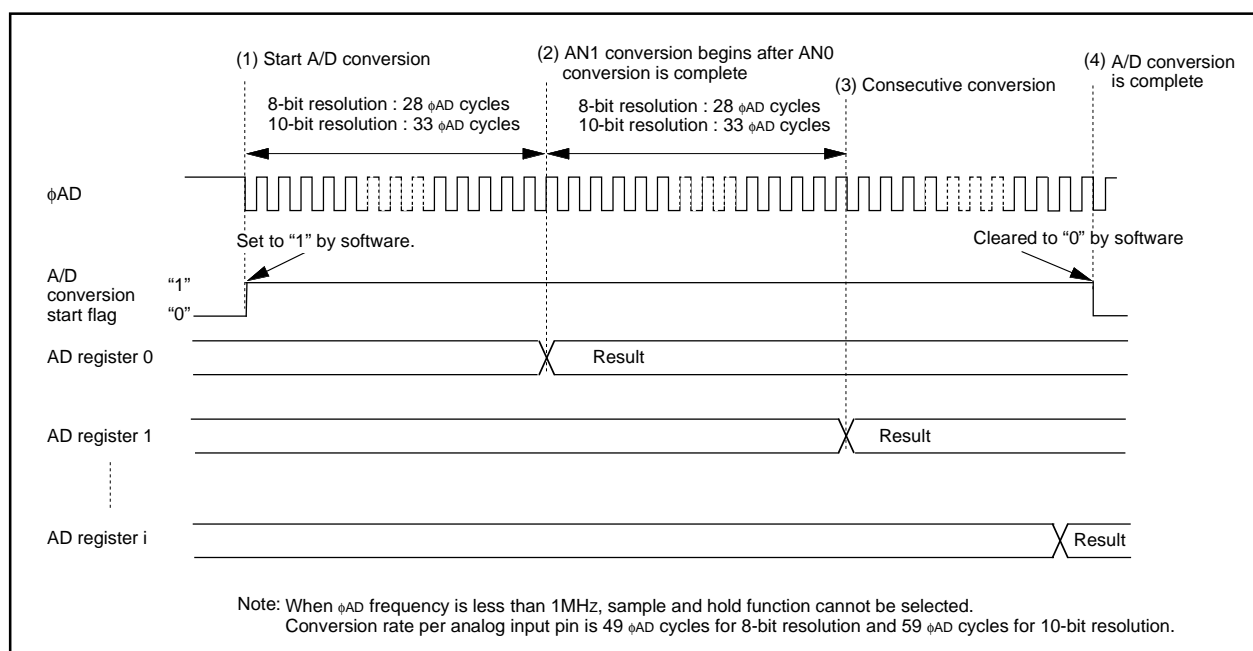 (1) Start A/D conversion
(2) AN1 conversion begins after AN0
conversion is complete
(3) Consecutive conversion
(4) A/D conversion
is complete
8-bit resolution : 28 ϕAD cycles
10-bit resolution : 33 ϕAD cycles
8-bit resolution : 28 ϕAD cycles
10-bit resolution : 33 ϕAD cycles
ϕAD
Set to “1” by software.
Cleared to “0” by software
A/D
conversion
start flag
“1”
“0”
AD register 0
Result
AD register 1
Result
AD register i
Result
Note: When ϕAD frequency is less than 1MHZ, sample and hold function cannot be selected.
Conversion rate per analog input pin is 49 ϕAD cycles for 8-bit resolution and 59 ϕAD cycles for 10-bit resolution.